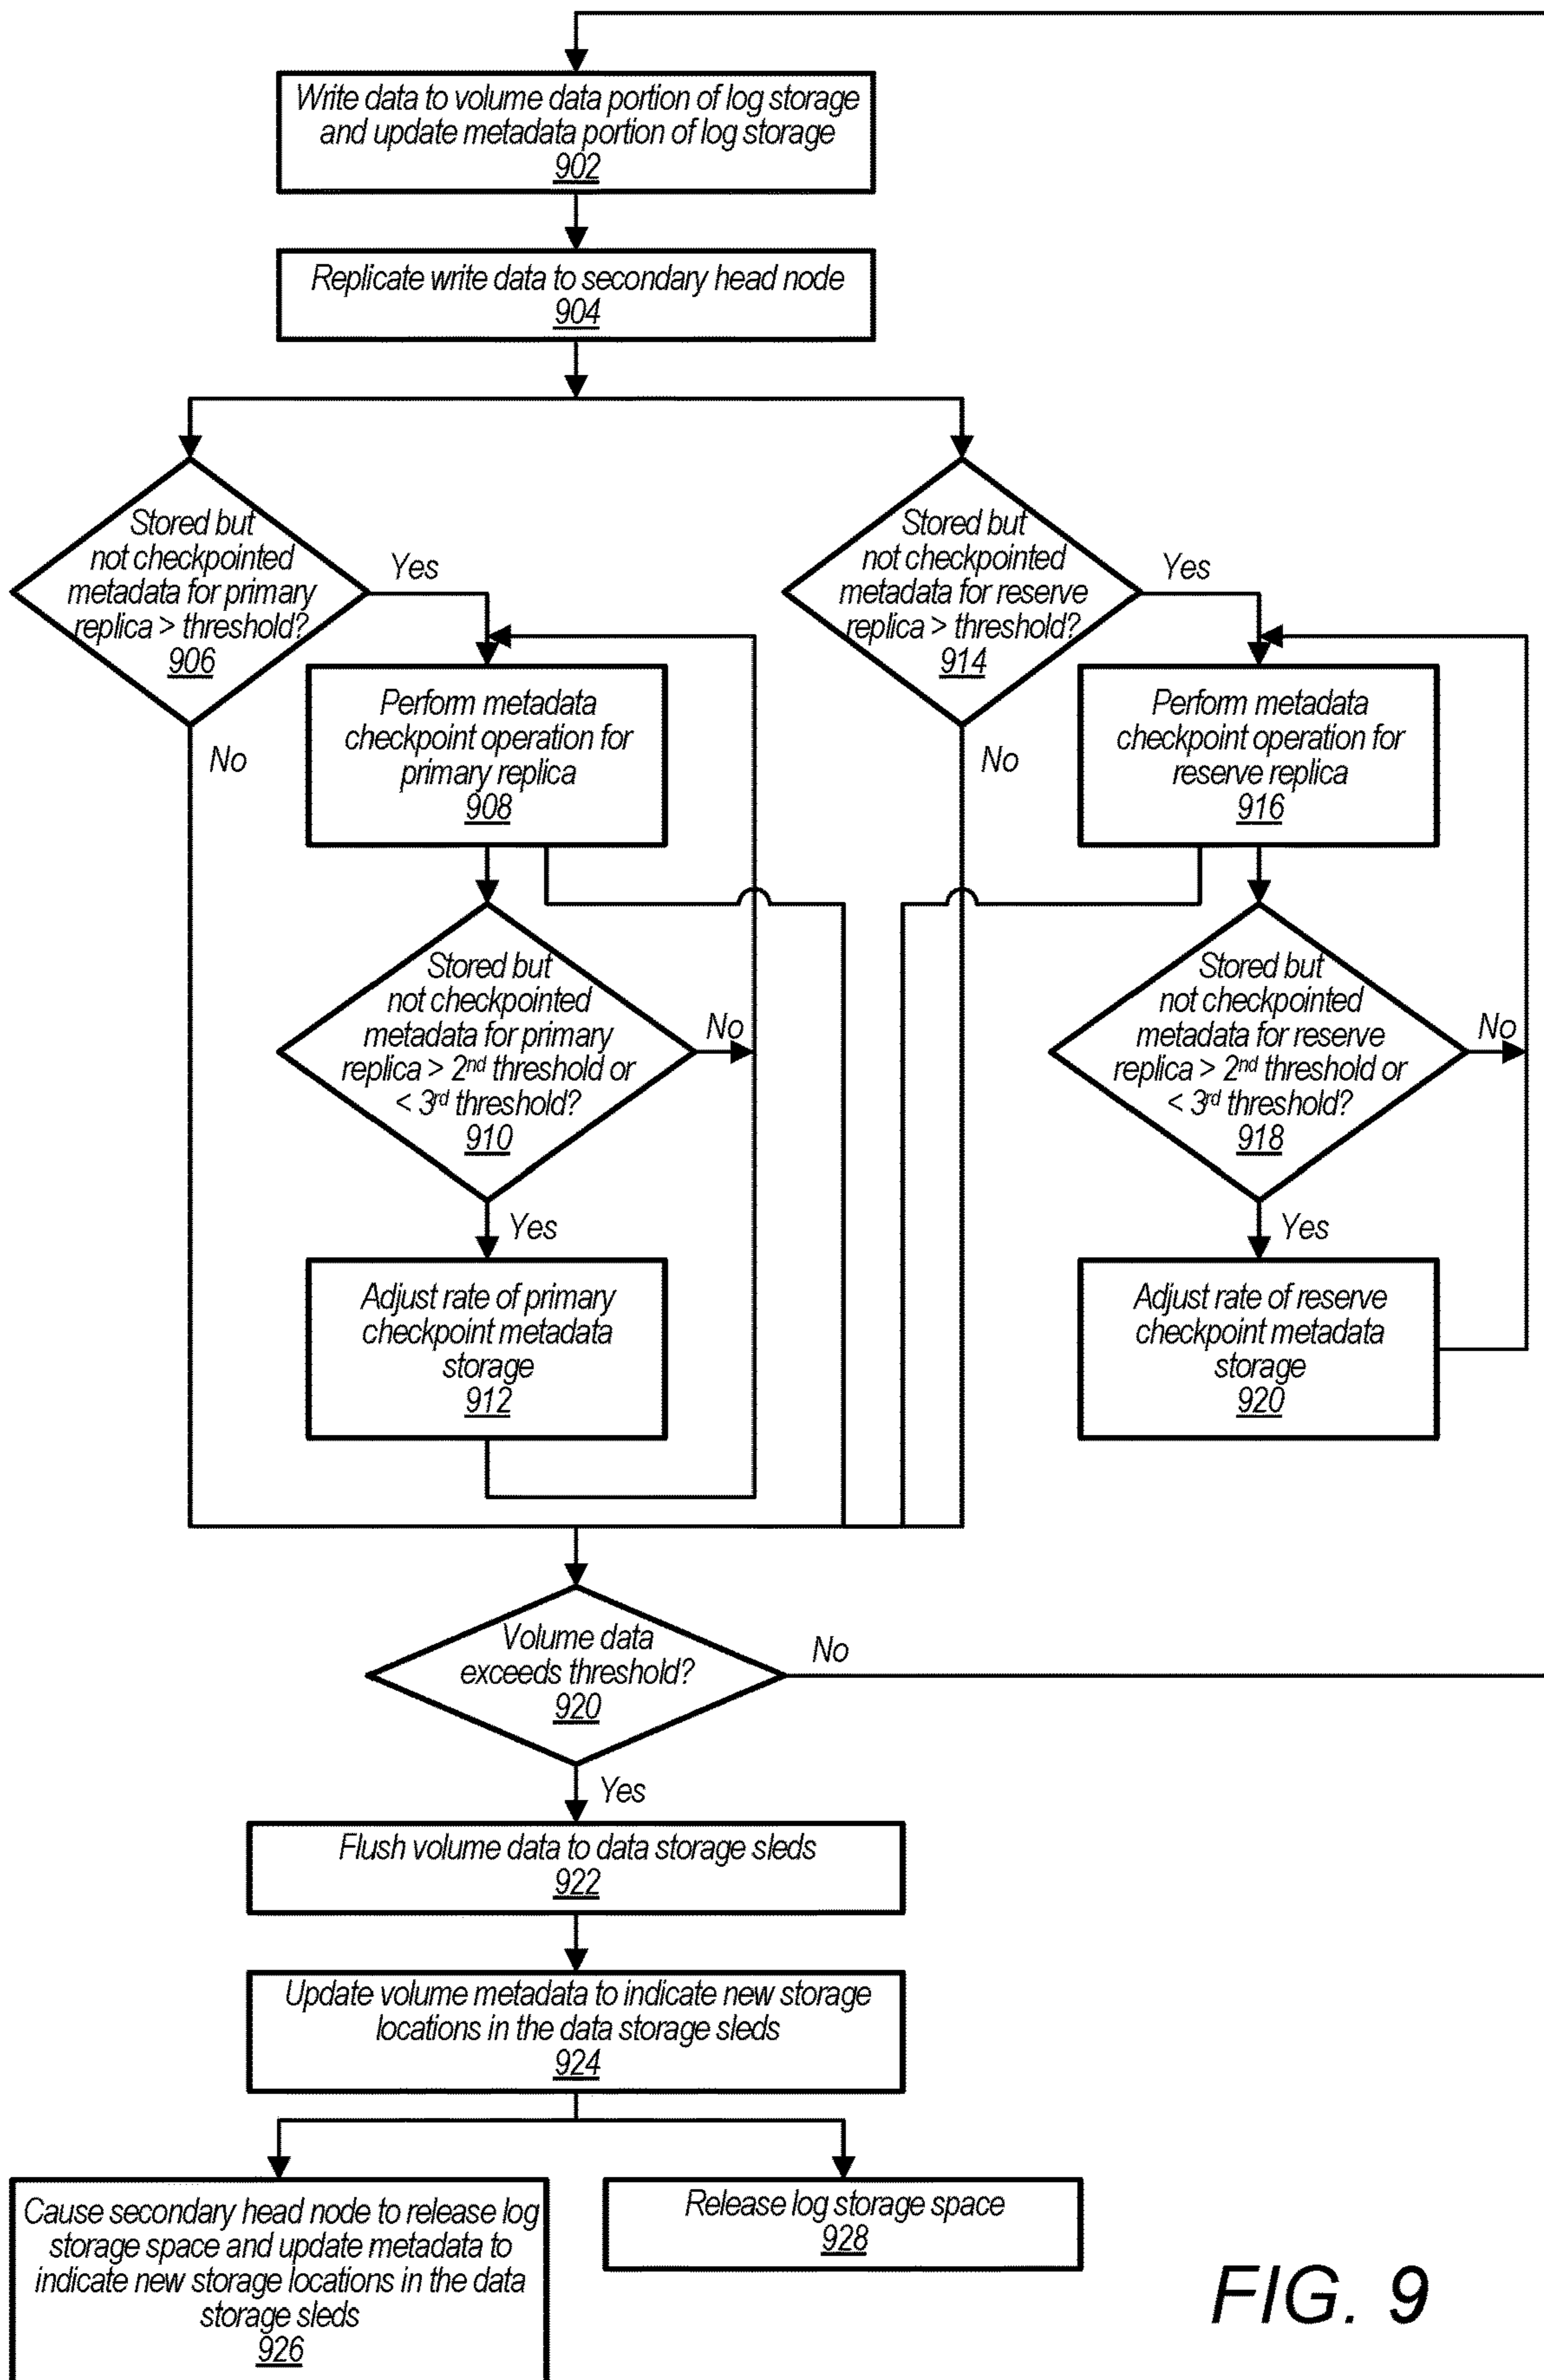 Write data to volume data portion of log storage
and update metadata portion of log storage
902
Replicate write data to secondary head node
904
Stored but
not checkpointed
metadata for primary
replica > threshold?
906
Yes
No
Perform metadata
checkpoint operation for
primary replica
908
Stored but
not checkpointed
metadata for primary
replica > 2nd threshold or
< 3rd threshold?
910
No
Yes
Adjust rate of primary
checkpoint metadata
storage
912
Stored but
not checkpointed
metadata for reserve
replica > threshold?
914
Yes
No
Perform metadata
checkpoint operation for
reserve replica
916
Stored but
not checkpointed
metadata for reserve
replica > 2nd threshold or
< 3rd threshold?
918
No
Yes
Adjust rate of reserve
checkpoint metadata
storage
920
Volume data
exceeds threshold?
920
No
Yes
Flush volume data to data storage sleds
922
Update volume metadata to indicate new storage
locations in the data storage sleds
924
Cause secondary head node to release log
storage space and update metadata to
indicate new storage locations in the data
storage sleds
926
Release log storage space
928
FIG. 9